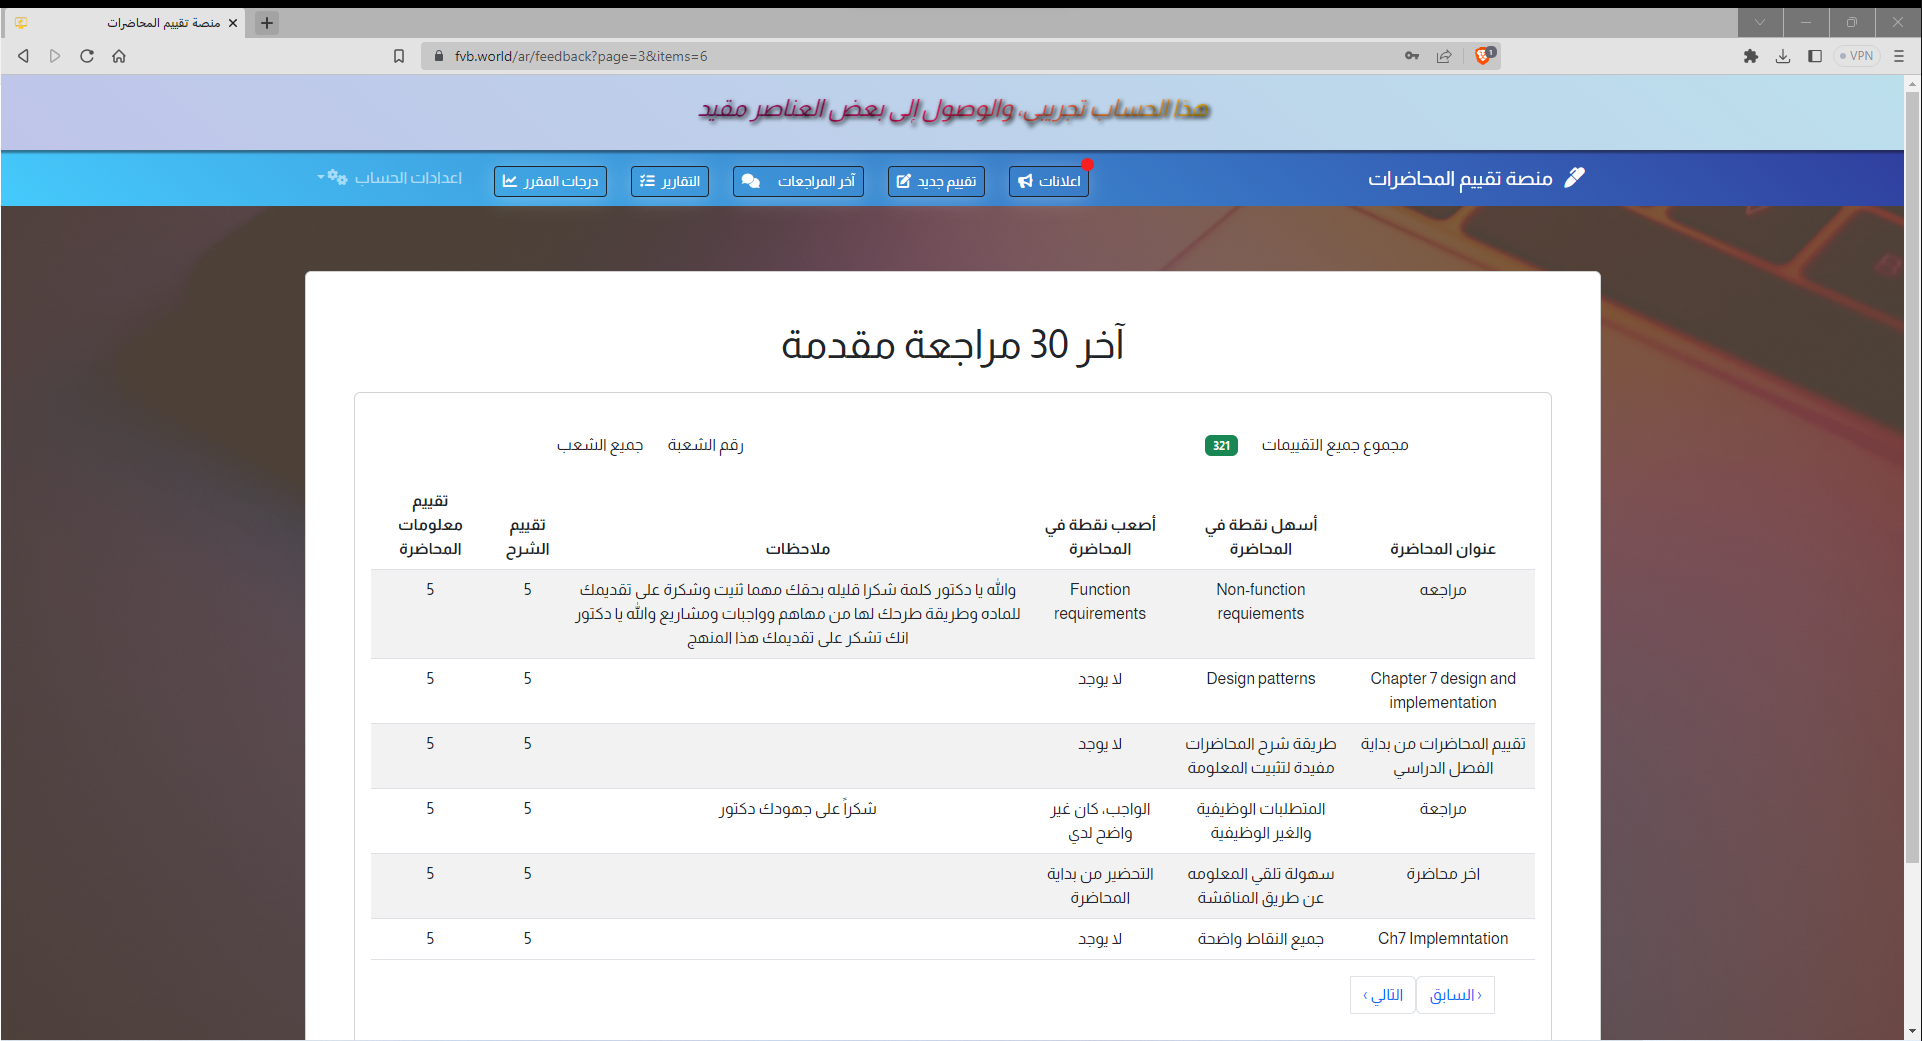 منصة تقييم المحاضرات
fvb.world/ar/feedback?page=3&items=6
1
VPN
هذا الحساب تجريبي، والوصول إلى بعض العناصر مقيد
منصة تقييم المحاضرات
اعلانات
تقييم جديد
آخر المراجعات
التقارير
درجات المقرر
اعدادات الحساب
آخر 30 مراجعة مقدمة
مجموع جميع التقييمات 321
رقم الشعبة جميع الشعب
عنوان المحاضرة
أسهل نقطة في
المحاضرة
أصعب نقطة في
المحاضرة
ملاحظات
تقييم
الشرح
تقييم
معلومات
المحاضرة
مراجعه
Non-function
requiements
Function
requirements
والله يا دكتور كلمة شكرا قليله بحقك مهما ثنيت وشكرة على تقديمك
للماده وطريقة طرحك لها من مهاهم وواجبات ومشاريع والله يا دكتور
انك تشكر على تقديمك هذا المنهج
5
5
Chapter 7 design and
implementation
Design patterns
لا يوجد
5
5
تقييم المحاضرات من بداية
الفصل الدراسي
طريقة شرح المحاضرات
مفيدة لتثبيت المعلومة
لا يوجد
5
5
مراجعة
المتطلبات الوظيفية
والغير الوظيفية
الواجب، كان غير
واضح لدي
شكراً على جهودك دكتور
5
5
اخر محاضرة
سهولة تلقي المعلومه
عن طريق المناقشة
التحضير من بداية
المحاضرة
5
5
Ch7 Implemntation
جميع النقاط واضحة
لا يوجد
5
5
‹ السابق
التالي ›